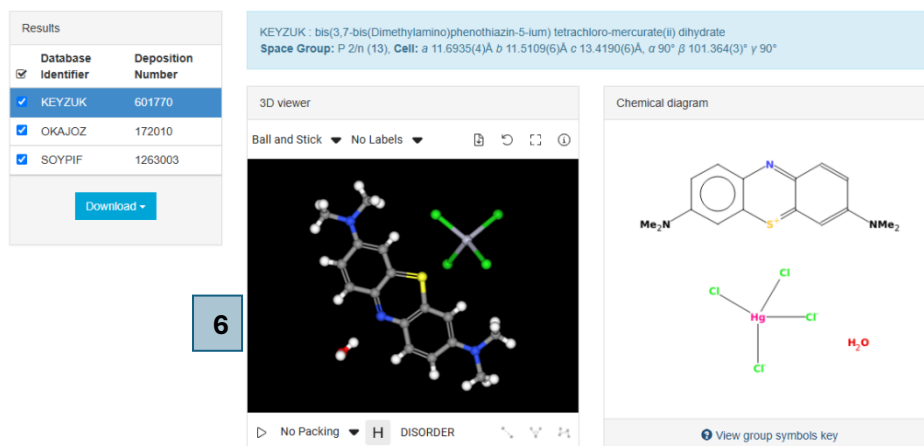 Results
Database Identifier
Deposition Number
KEYZUK 601770
OKAJOZ 172010
SOYPIF 1263003
Download
KEYZUK : bis(3,7-bis(Dimethylamino)phenothiazin-5-ium) tetrachloro-mercurate(ii) dihydrate
Space Group: P 2/n (13), Cell: a 11.6935(4)Å b 11.5109(6)Å c 13.4190(6)Å, α 90° β 101.364(3)° γ 90°
3D viewer
Ball and Stick No Labels
6
No Packing H DISORDER
Chemical diagram
N
Me2N S+ NMe2
Cl
Cl
Hg Cl
H2O
Cl
View group symbols key